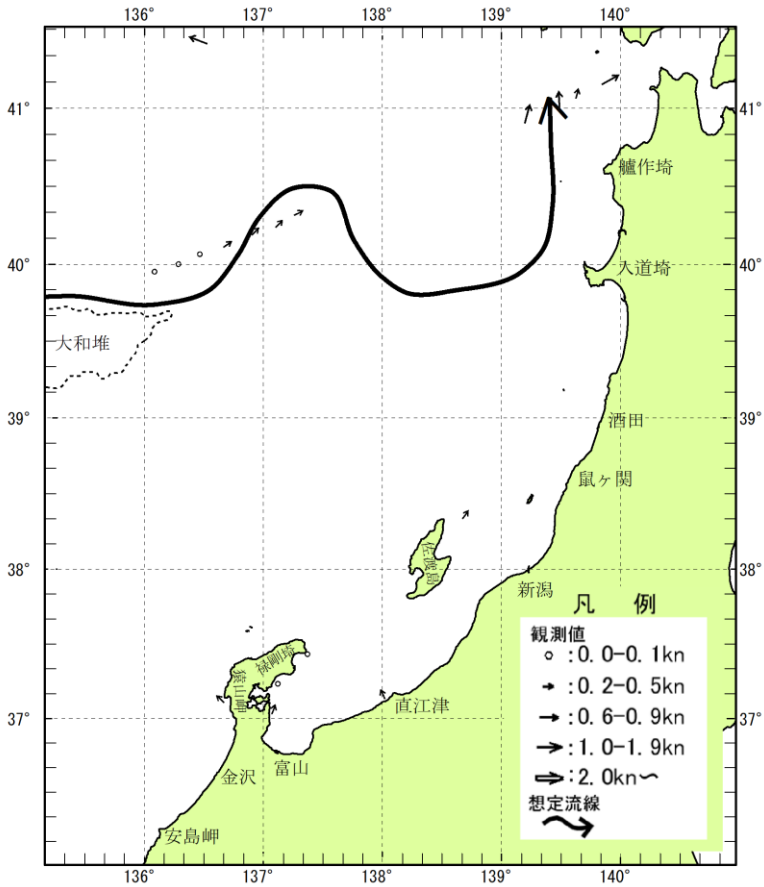 136° 137° 138° 139° 140°
41° 41°
艫作埼
40° 入道埼 40°
大和堆
39° 酒田 39°
鼠ヶ関
佐渡島
38° 38°
新潟
凡 例
観測値
:0.0-0.1kn
:0.2-0.5kn
:0.6-0.9kn
:1.0-1.9kn
:2.0kn~
想定流線
禄剛埼
猿山岬
37° 直江津 37°
富山
金沢
安島岬
136° 137° 138° 139° 140°